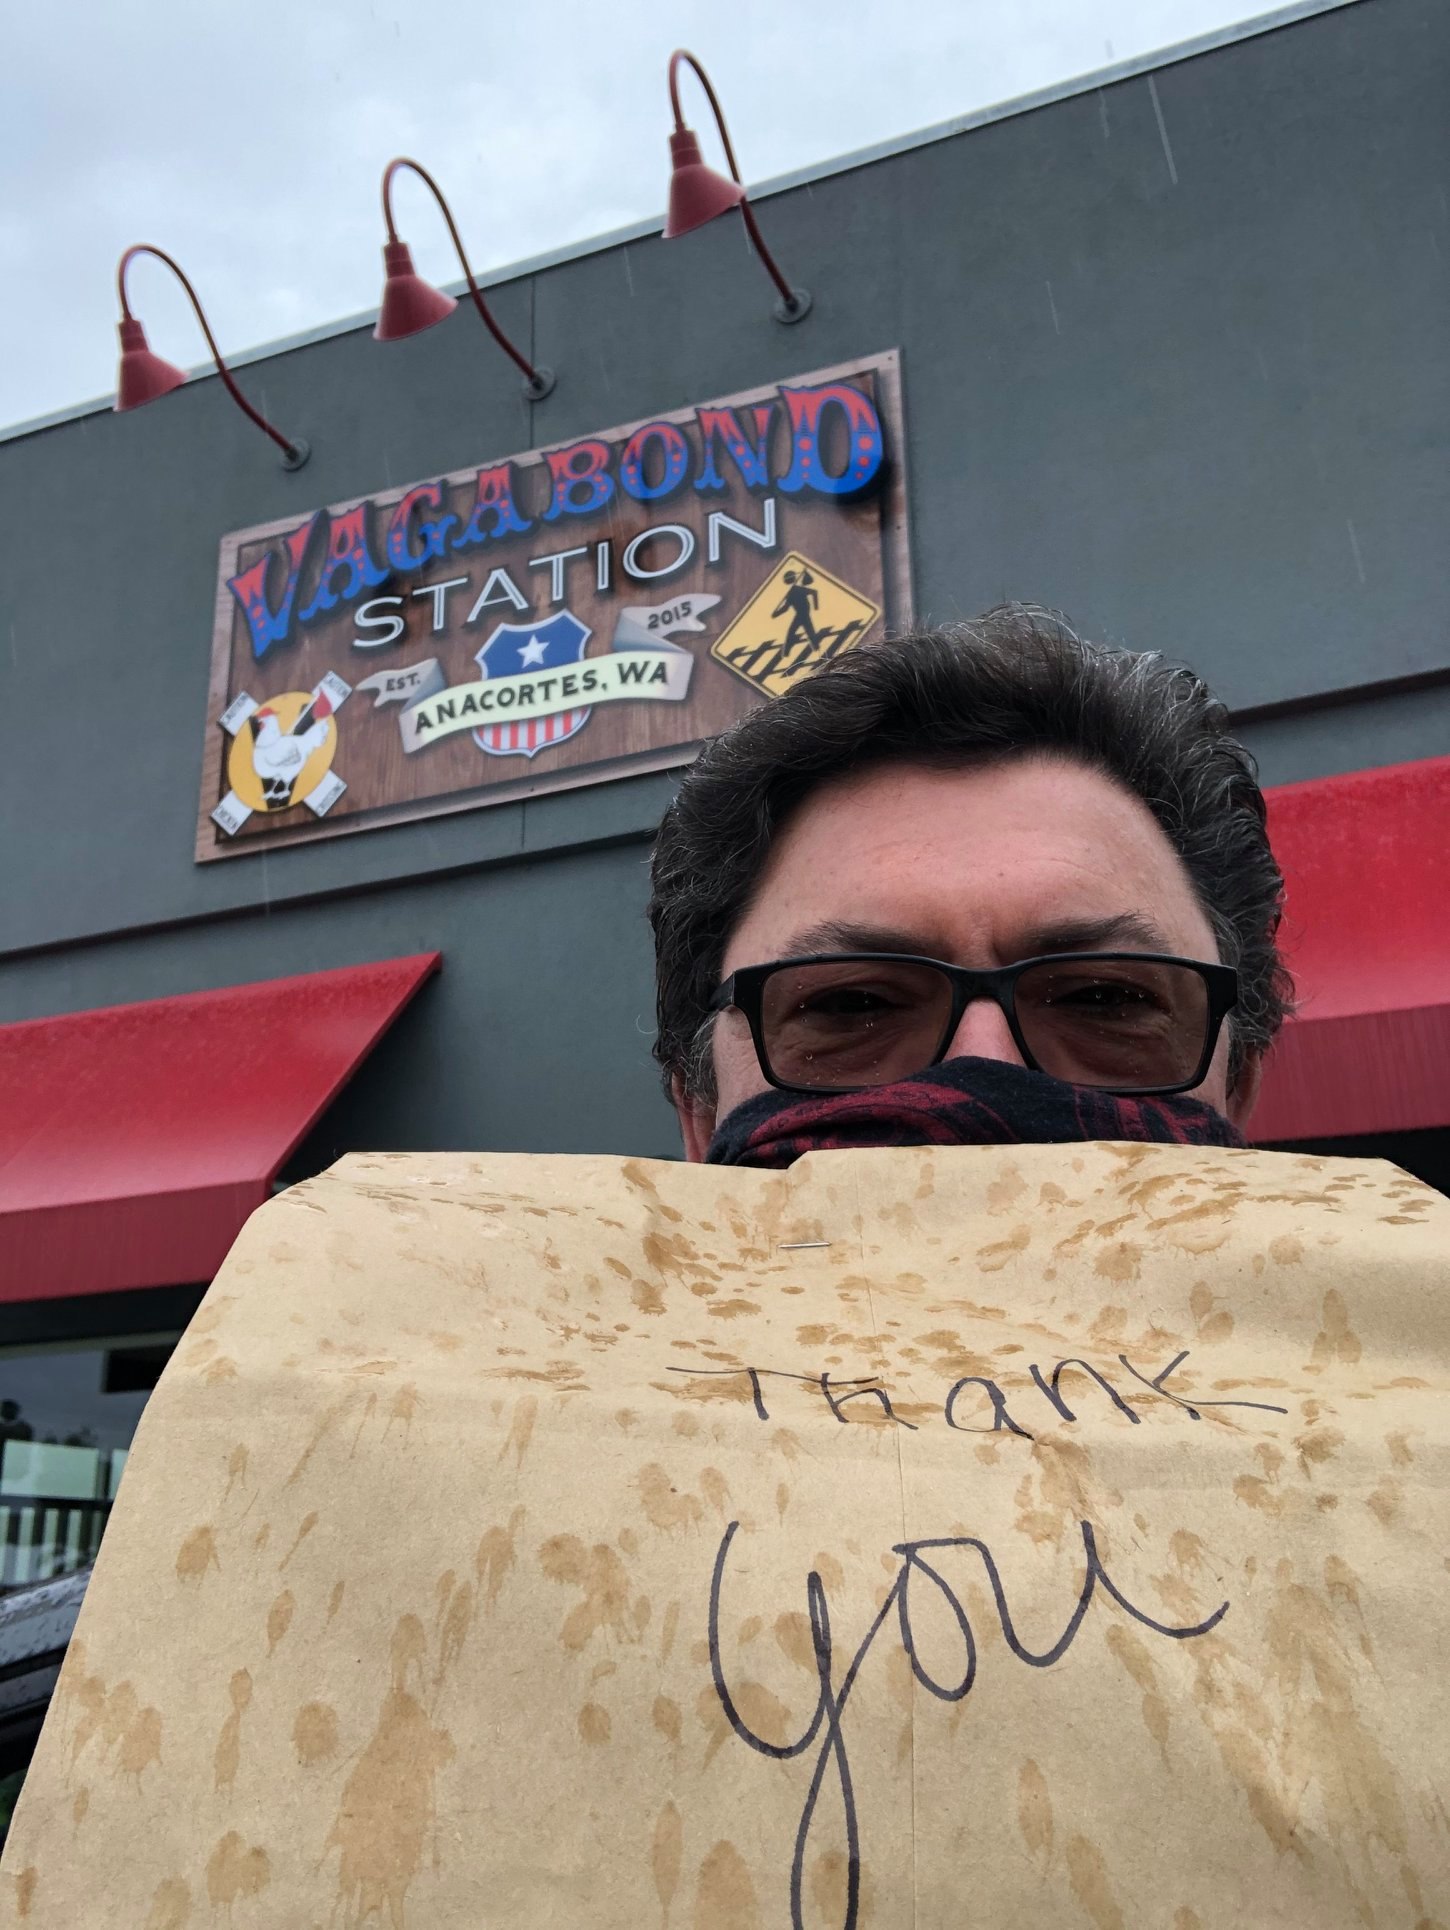 VAGABOND
STATION
EST. 2015
ANACORTES, WA
Thank
you